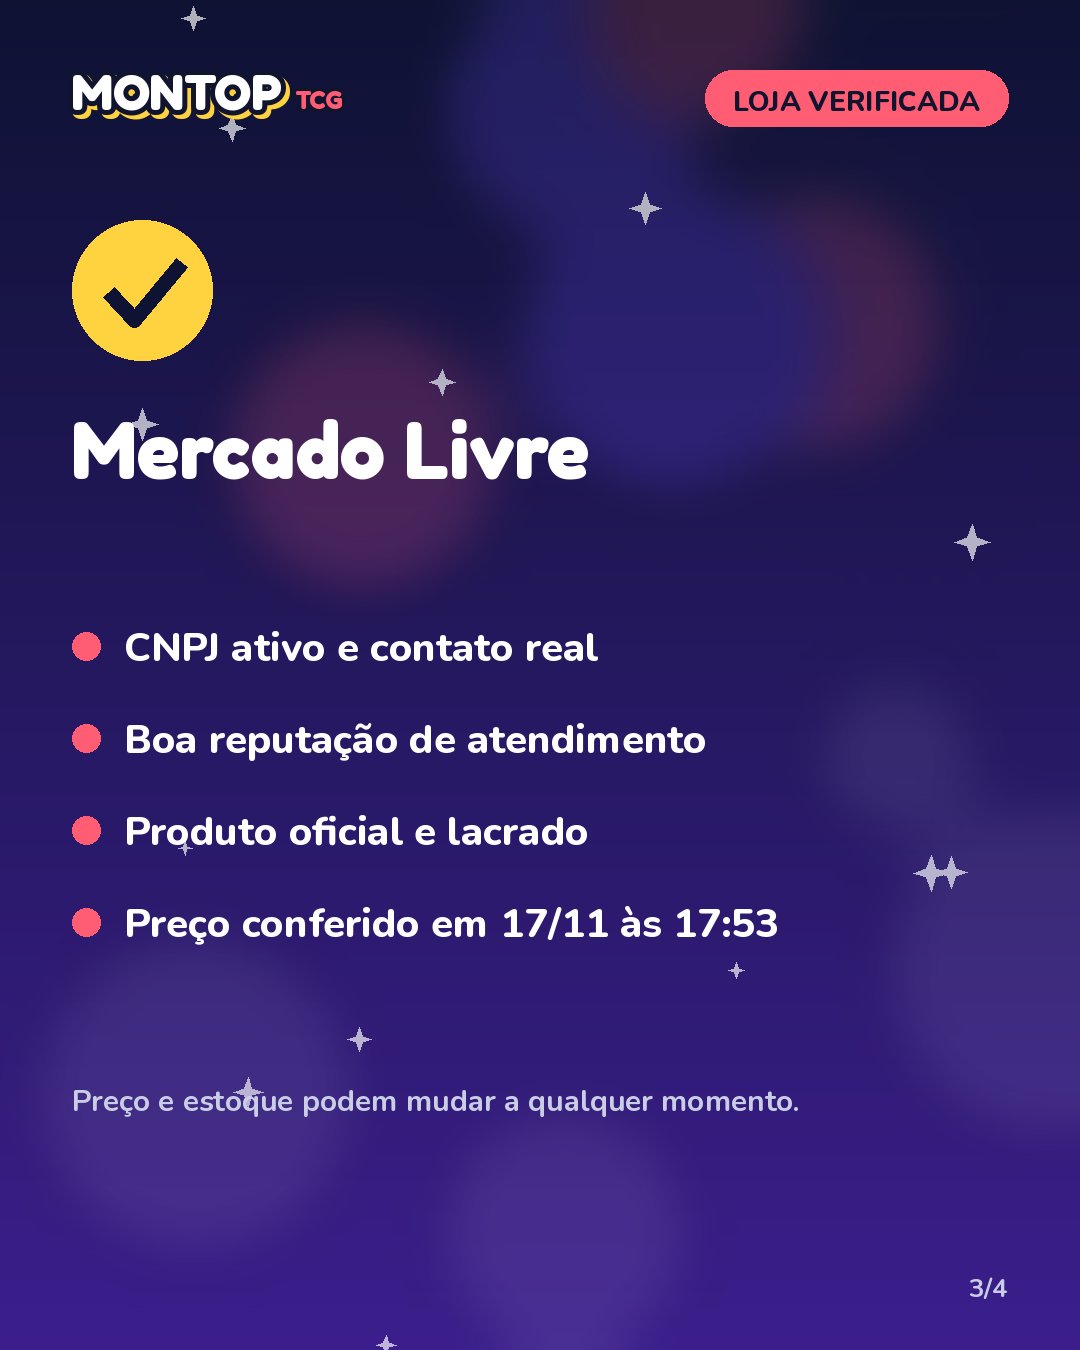 MONTOP TCG
LOJA VERIFICADA
Mercado Livre
CNPJ ativo e contato real
Boa reputação de atendimento
Produto oficial e lacrado
Preço conferido em 17/11 às 17:53
Preço e estoque podem mudar a qualquer momento.
3/4